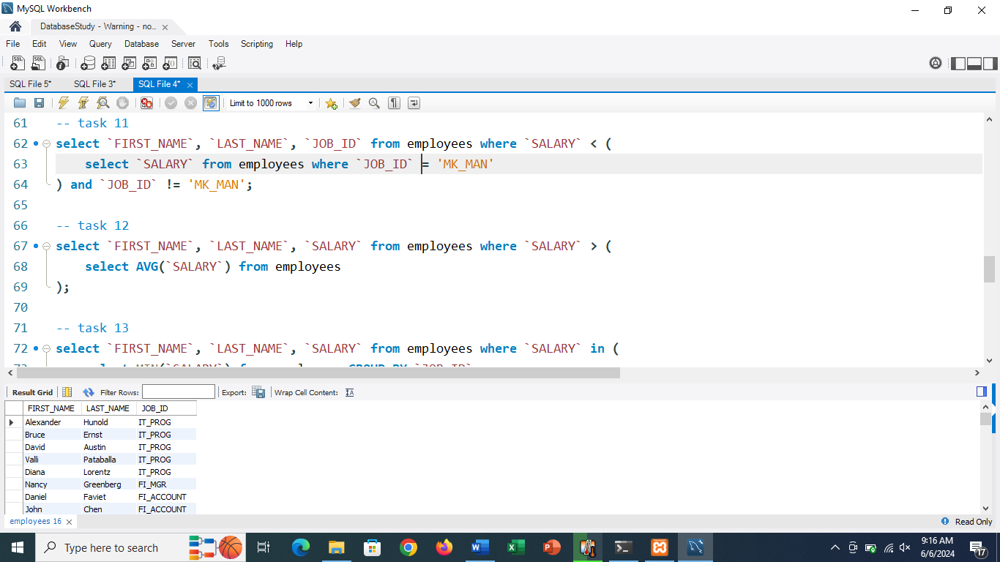 MySQL Workbench
DatabaseStudy - Warning - no...
File Edit View Query Database Server Tools Scripting Help
SQL File 5* SQL File 3* SQL File 4*
Limit to 1000 rows
61 -- task 11
62 select `FIRST_NAME`, `LAST_NAME`, `JOB_ID` from employees where `SALARY` < (
63 select `SALARY` from employees where `JOB_ID` = 'MK_MAN'
64 ) and `JOB_ID` != 'MK_MAN';
65
66 -- task 12
67 select `FIRST_NAME`, `LAST_NAME`, `SALARY` from employees where `SALARY` > (
68 select AVG(`SALARY`) from employees
69 );
70
71 -- task 13
72 select `FIRST_NAME`, `LAST_NAME`, `SALARY` from employees where `SALARY` in (
Result Grid Filter Rows: Export: Wrap Cell Content:
FIRST_NAME LAST_NAME JOB_ID
Alexander Hunold IT_PROG
Bruce Ernst IT_PROG
David Austin IT_PROG
Valli Pataballa IT_PROG
Diana Lorentz IT_PROG
Nancy Greenberg FI_MGR
Daniel Faviet FI_ACCOUNT
John Chen FI_ACCOUNT
employees 16 Read Only
Type here to search
9:16 AM
6/6/2024
17